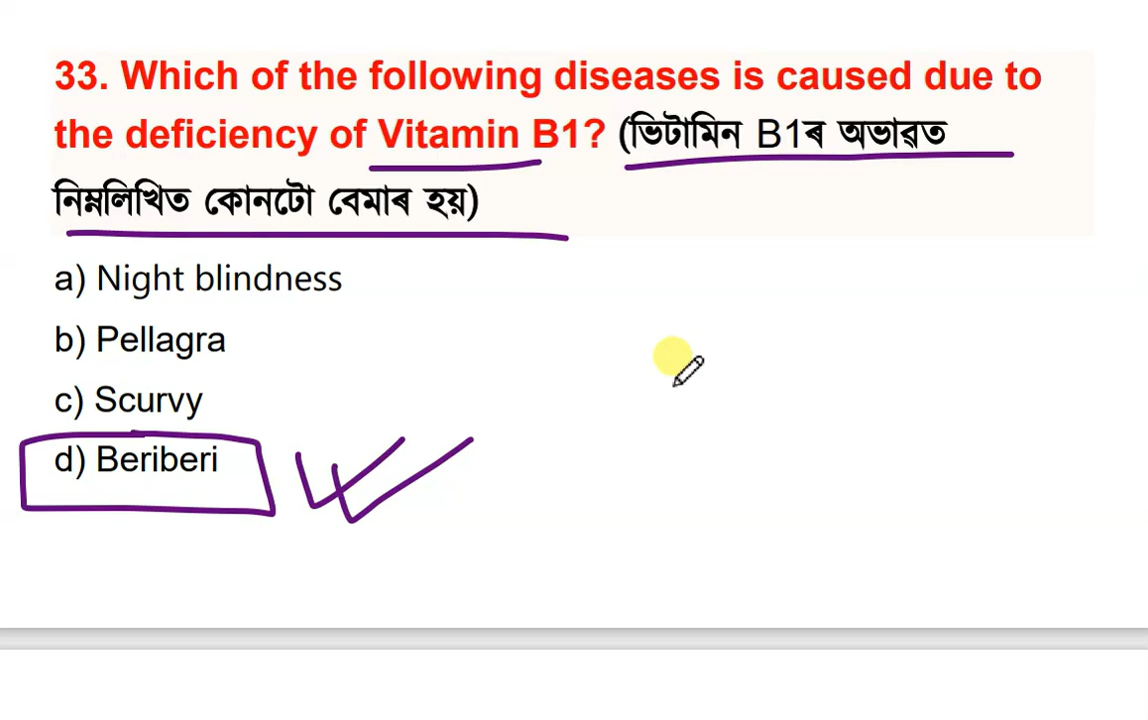 33. Which of the following diseases is caused due to
the deficiency of Vitamin B1? (ভিটামিন B1ৰ অভাৱত
নিম্নলিখিত কোনটো বেমাৰ হয়)
a) Night blindness
b) Pellagra
c) Scurvy
d) Beriberi